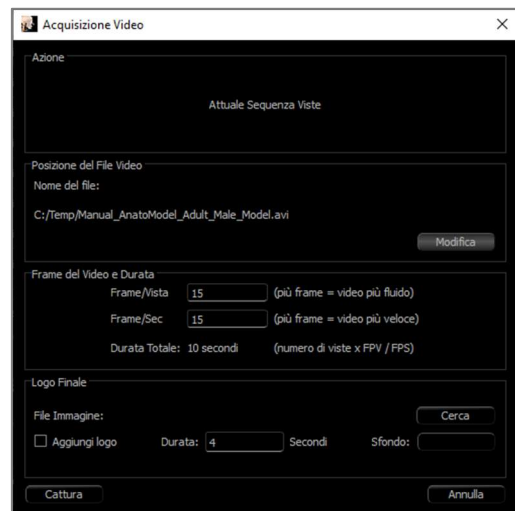 Acquisizione Video
Azione
Attuale Sequenza Viste
Posizione del File Video
Nome del file:
C:/Temp/Manual_AnatoModel_Adult_Male_Model.avi
Modifica
Frame del Video e Durata
Frame/Vista 15 (più frame = video più fluido)
Frame/Sec 15 (più frame = video più veloce)
Durata Totale: 10 secondi (numero di viste x FPV / FPS)
Logo Finale
File Immagine: Cerca
Aggiungi logo Durata: 4 Secondi Sfondo:
Cattura Annulla